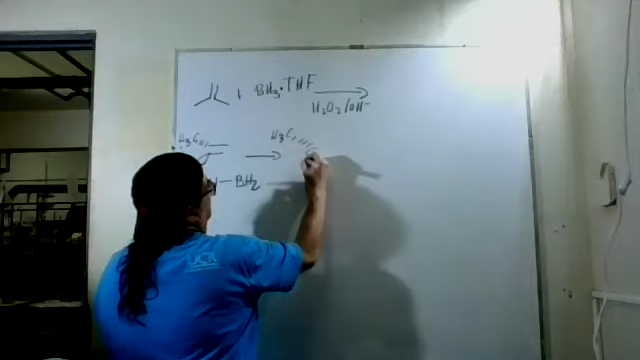 + BH₃·THF →
H₂O₂/OH⁻
H₃C → H₃C
H—BH₂
UCR